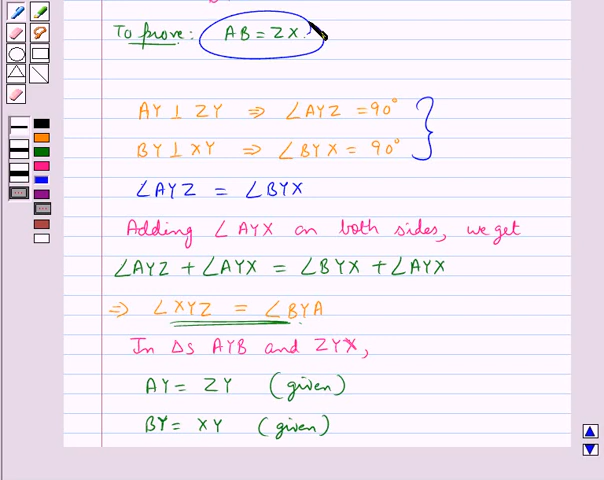 To prove: AB = ZX.
AY ⊥ ZY ⇒ ∠AYZ = 90°
BY ⊥ XY ⇒ ∠BYX = 90°
∠AYZ = ∠BYX
Adding ∠AYX on both sides, we get
∠AYZ + ∠AYX = ∠BYX + ∠AYX
⇒ ∠XYZ = ∠BYA
In Δs AYB and ZYX,
AY = ZY (given)
BY = XY (given)